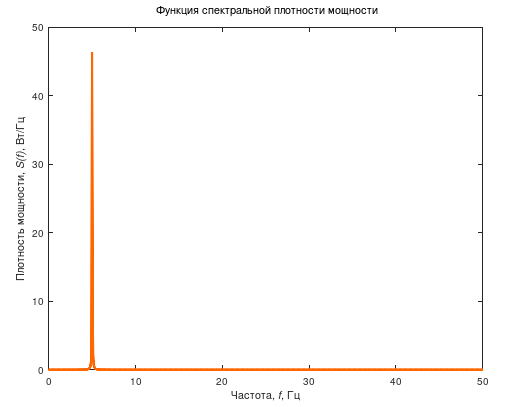 Функция спектральной плотности мощности
50
40
30
20
10
0
Плотность мощности, S(f), Вт/Гц
0 10 20 30 40 50
Частота, f, Гц